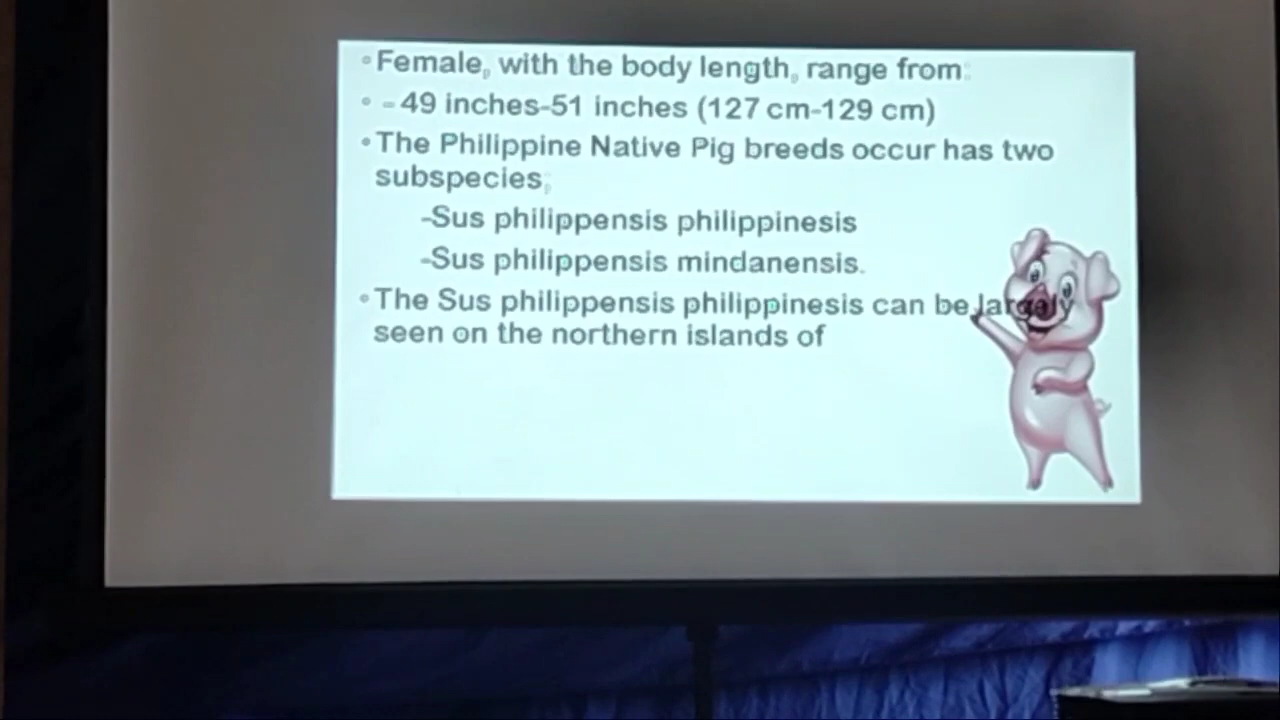 Female, with the body length, range from:
- 49 inches-51 inches (127 cm-129 cm)
The Philippine Native Pig breeds occur has two
subspecies,
-Sus philippensis philippinesis
-Sus philippensis mindanensis.
The Sus philippensis philippinesis can be largely
seen on the northern islands of